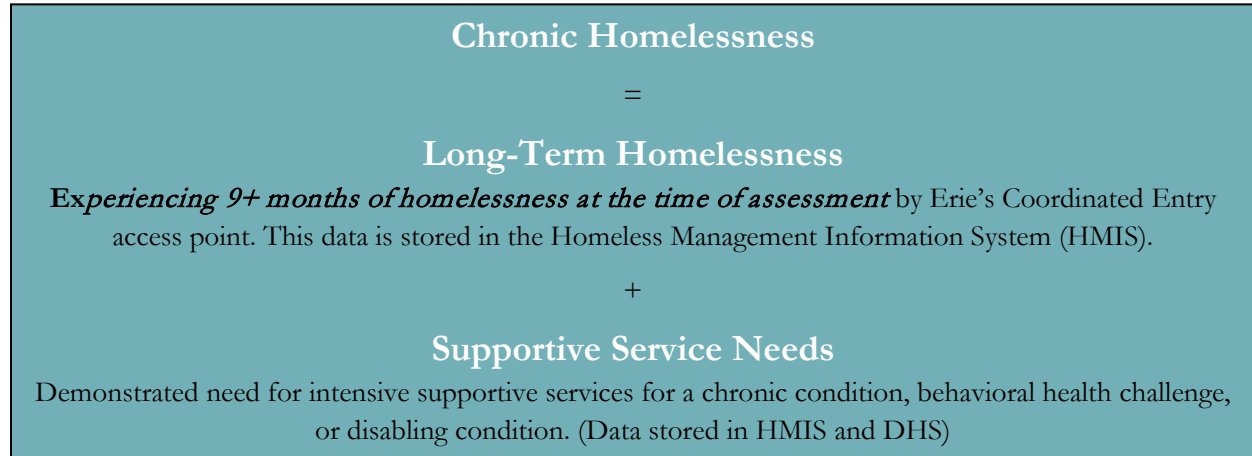 Chronic Homelessness
=
Long-Term Homelessness
Experiencing 9+ months of homelessness at the time of assessment by Erie’s Coordinated Entry
access point. This data is stored in the Homeless Management Information System (HMIS).
+
Supportive Service Needs
Demonstrated need for intensive supportive services for a chronic condition, behavioral health challenge,
or disabling condition. (Data stored in HMIS and DHS)